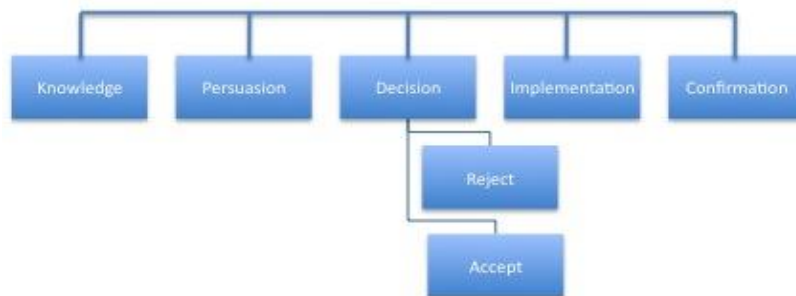 Knowledge
Persuasion
Decision
Implementation
Confirmation
Reject
Accept